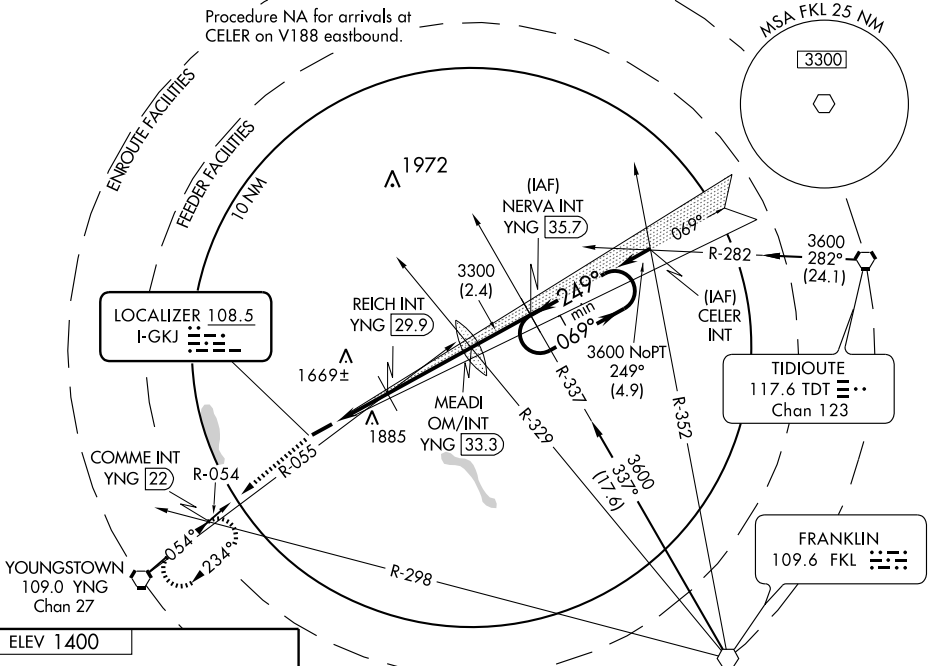 Procedure NA for arrivals at
CELER on V188 eastbound.
MSA FKL 25 NM
3300
ENROUTE FACILITIES
FEEDER FACILITIES
10 NM
1972
(IAF)
NERVA INT
YNG 35.7
069°
R-282
3600
282°
(24.1)
3300
(2.4)
249°
1 min
069°
(IAF)
CELER
INT
LOCALIZER 108.5
I-GKJ
REICH INT
YNG 29.9
3600 NoPT
249°
(4.9)
1669±
TIDIOUTE
117.6 TDT
Chan 123
MEADI
OM/INT
YNG 33.3
R-337
R-329
R-352
1885
COMME INT
YNG 22
R-054
R-055
3600
337°
(17.6)
054°
234°
FRANKLIN
109.6 FKL
YOUNGSTOWN
109.0 YNG
Chan 27
R-298
ELEV 1400